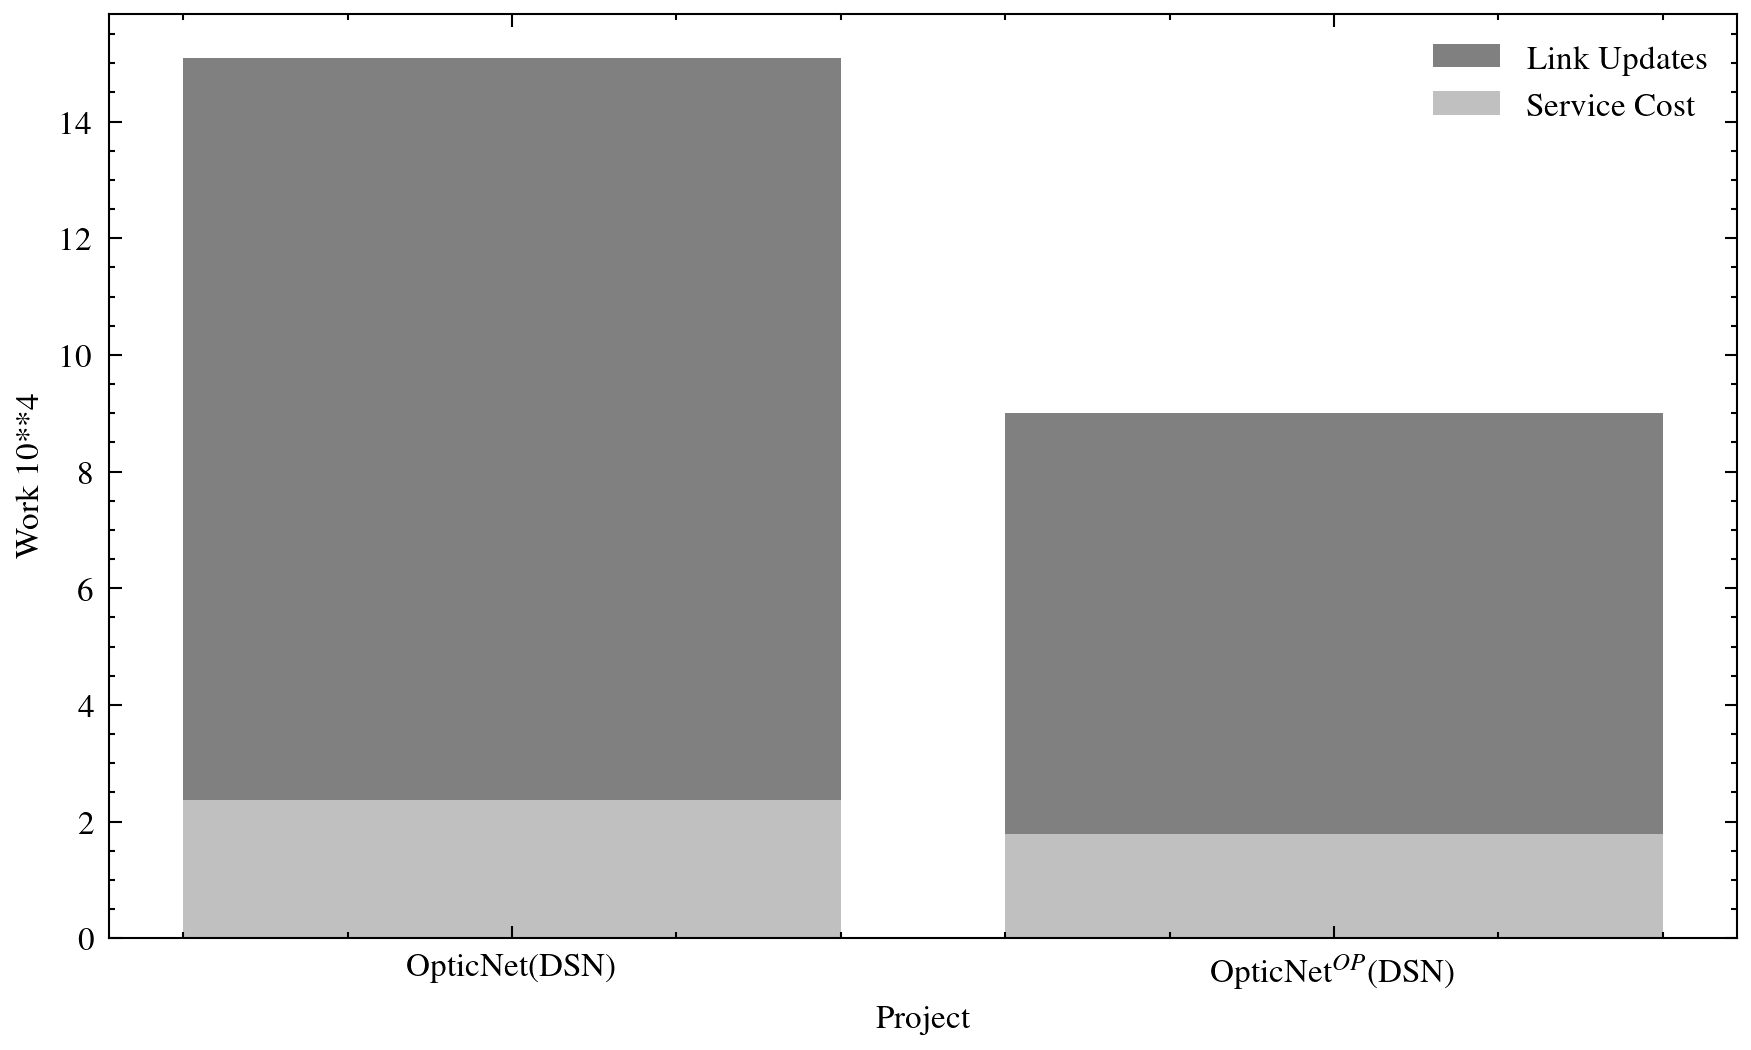 Link Updates
Service Cost
14
12
10
8
6
4
2
0
Work 10**4
OpticNet(DSN)
OpticNet^{OP}(DSN)
Project